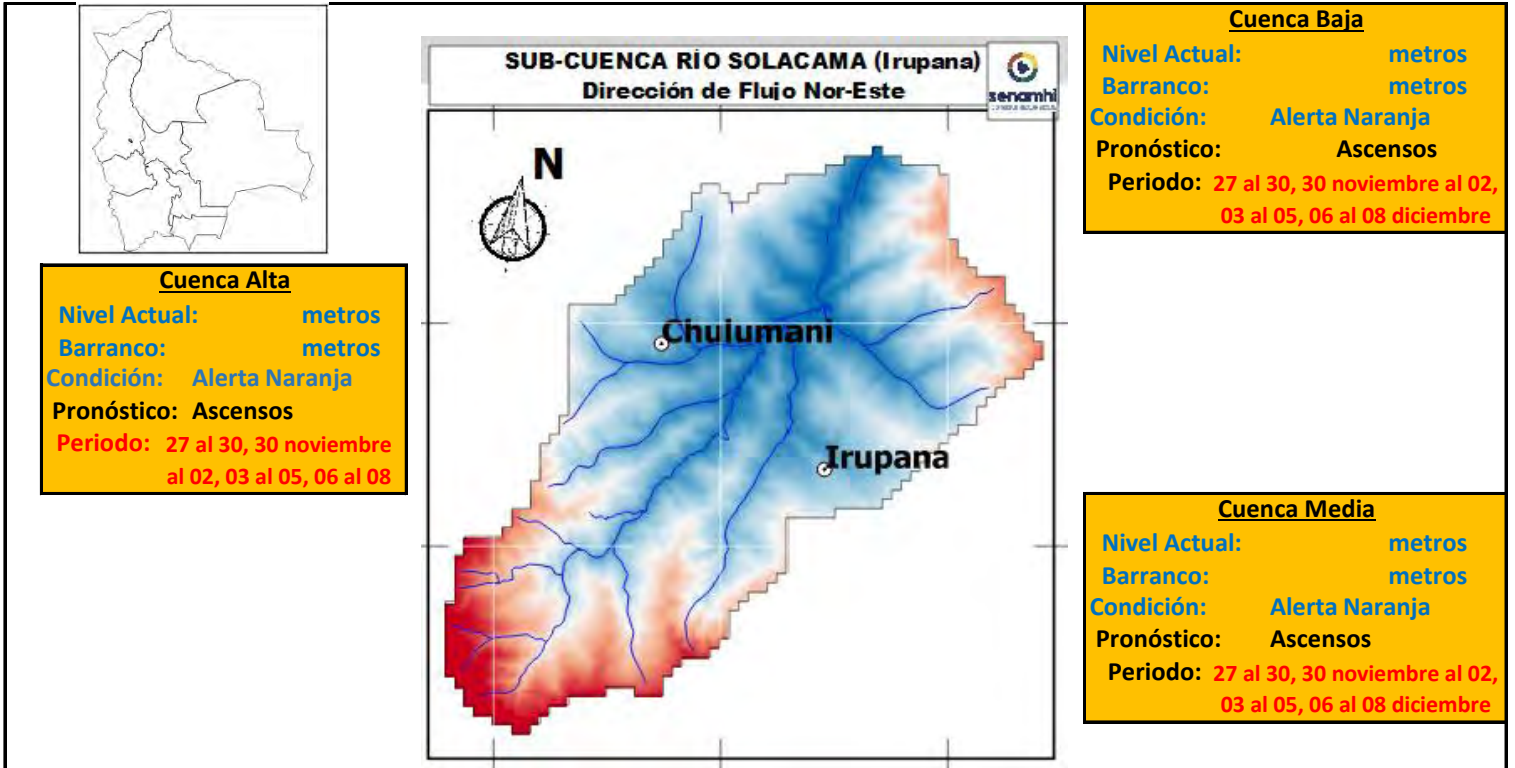 SUB-CUENCA RÍO SOLACAMA (Irupana)
Dirección de Flujo Nor-Este
senamhi
N
Chulumani
Irupana
Cuenca Alta
Nivel Actual: metros
Barranco: metros
Condición: Alerta Naranja
Pronóstico: Ascensos
Periodo: 27 al 30, 30 noviembre
al 02, 03 al 05, 06 al 08
Cuenca Baja
Nivel Actual: metros
Barranco: metros
Condición: Alerta Naranja
Pronóstico: Ascensos
Periodo: 27 al 30, 30 noviembre al 02,
03 al 05, 06 al 08 diciembre
Cuenca Media
Nivel Actual: metros
Barranco: metros
Condición: Alerta Naranja
Pronóstico: Ascensos
Periodo: 27 al 30, 30 noviembre al 02,
03 al 05, 06 al 08 diciembre